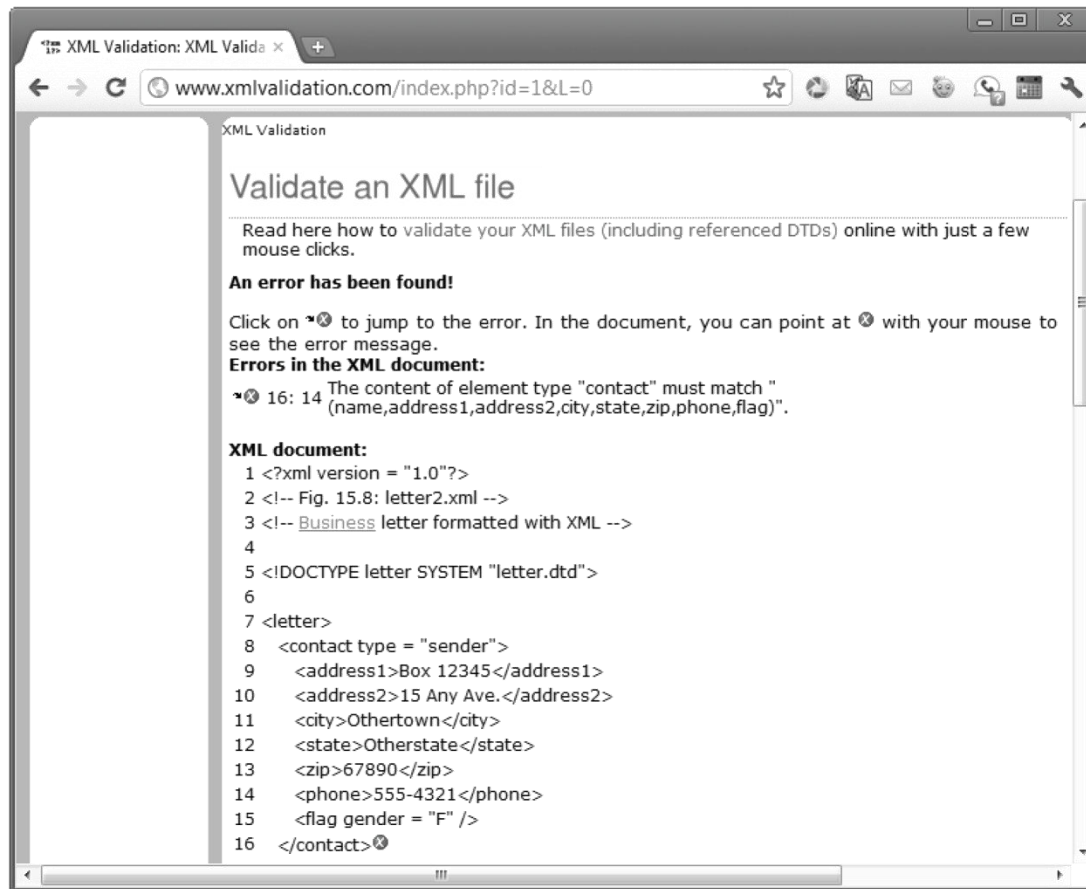 XML Validation: XML Valida
www.xmlvalidation.com/index.php?id=1&L=0
XML Validation
Validate an XML file
Read here how to validate your XML files (including referenced DTDs) online with just a few
mouse clicks.
An error has been found!
Click on to jump to the error. In the document, you can point at with your mouse to
see the error message.
Errors in the XML document:
16: 14 The content of element type "contact" must match "
(name,address1,address2,city,state,zip,phone,flag)".
XML document:
1 <?xml version = "1.0"?>
2 <!-- Fig. 15.8: letter2.xml -->
3 <!-- Business letter formatted with XML -->
4
5 <!DOCTYPE letter SYSTEM "letter.dtd">
6
7 <letter>
8 <contact type = "sender">
9 <address1>Box 12345</address1>
10 <address2>15 Any Ave.</address2>
11 <city>Othertown</city>
12 <state>Otherstate</state>
13 <zip>67890</zip>
14 <phone>555-4321</phone>
15 <flag gender = "F" />
16 </contact>